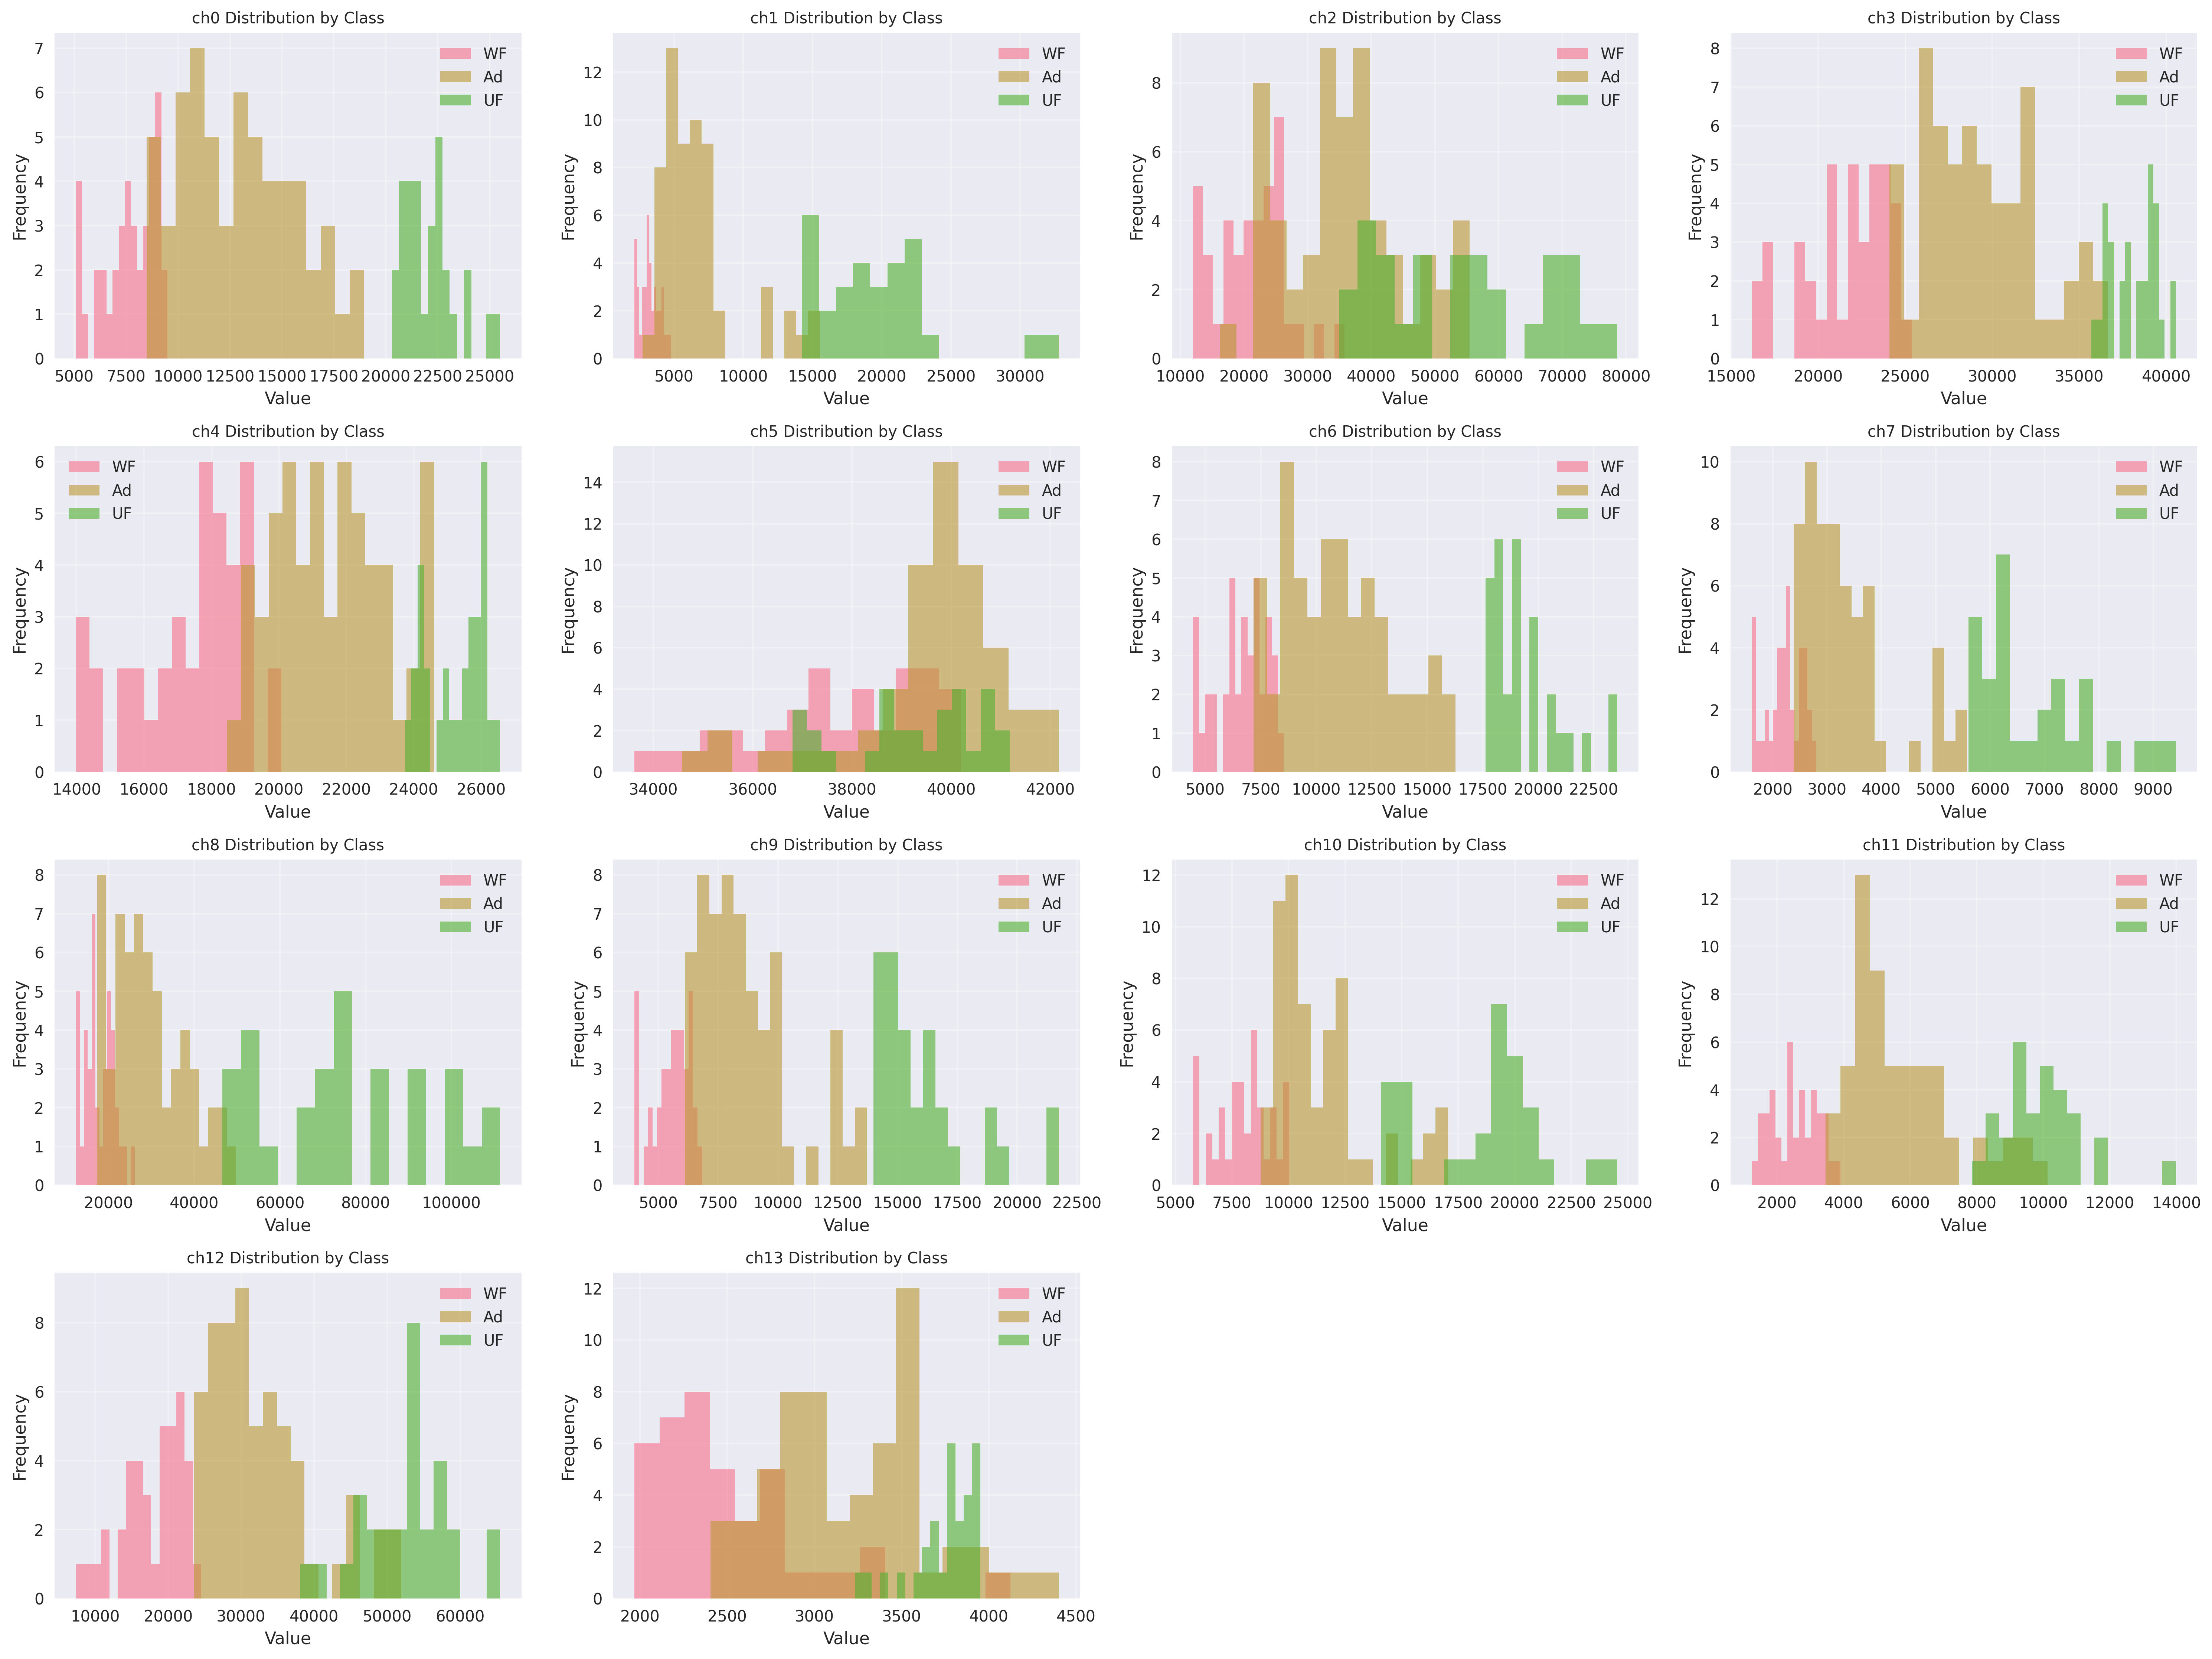 ch0 Distribution by Class
7
6
5
4
3
2
1
0
Frequency
WF
Ad
UF
5000 7500 10000 12500 15000 17500 20000 22500 25000
Value
ch1 Distribution by Class
12
10
8
6
4
2
0
Frequency
WF
Ad
UF
5000 10000 15000 20000 25000 30000
Value
ch2 Distribution by Class
8
6
4
2
0
Frequency
WF
Ad
UF
10000 20000 30000 40000 50000 60000 70000 80000
Value
ch3 Distribution by Class
8
7
6
5
4
3
2
1
0
Frequency
WF
Ad
UF
15000 20000 25000 30000 35000 40000
Value
ch4 Distribution by Class
6
5
4
3
2
1
0
Frequency
WF
Ad
UF
14000 16000 18000 20000 22000 24000 26000
Value
ch5 Distribution by Class
14
12
10
8
6
4
2
0
Frequency
WF
Ad
UF
34000 36000 38000 40000 42000
Value
ch6 Distribution by Class
8
7
6
5
4
3
2
1
0
Frequency
WF
Ad
UF
5000 7500 10000 12500 15000 17500 20000 22500
Value
ch7 Distribution by Class
10
8
6
4
2
0
Frequency
WF
Ad
UF
2000 3000 4000 5000 6000 7000 8000 9000
Value
ch8 Distribution by Class
8
7
6
5
4
3
2
1
0
Frequency
WF
Ad
UF
20000 40000 60000 80000 100000
Value
ch9 Distribution by Class
8
7
6
5
4
3
2
1
0
Frequency
WF
Ad
UF
5000 7500 10000 12500 15000 17500 20000 22500
Value
ch10 Distribution by Class
12
10
8
6
4
2
0
Frequency
WF
Ad
UF
5000 7500 10000 12500 15000 17500 20000 22500 25000
Value
ch11 Distribution by Class
12
10
8
6
4
2
0
Frequency
WF
Ad
UF
2000 4000 6000 8000 10000 12000 14000
Value
ch12 Distribution by Class
8
6
4
2
0
Frequency
WF
Ad
UF
10000 20000 30000 40000 50000 60000
Value
ch13 Distribution by Class
12
10
8
6
4
2
0
Frequency
WF
Ad
UF
2000 2500 3000 3500 4000 4500
Value